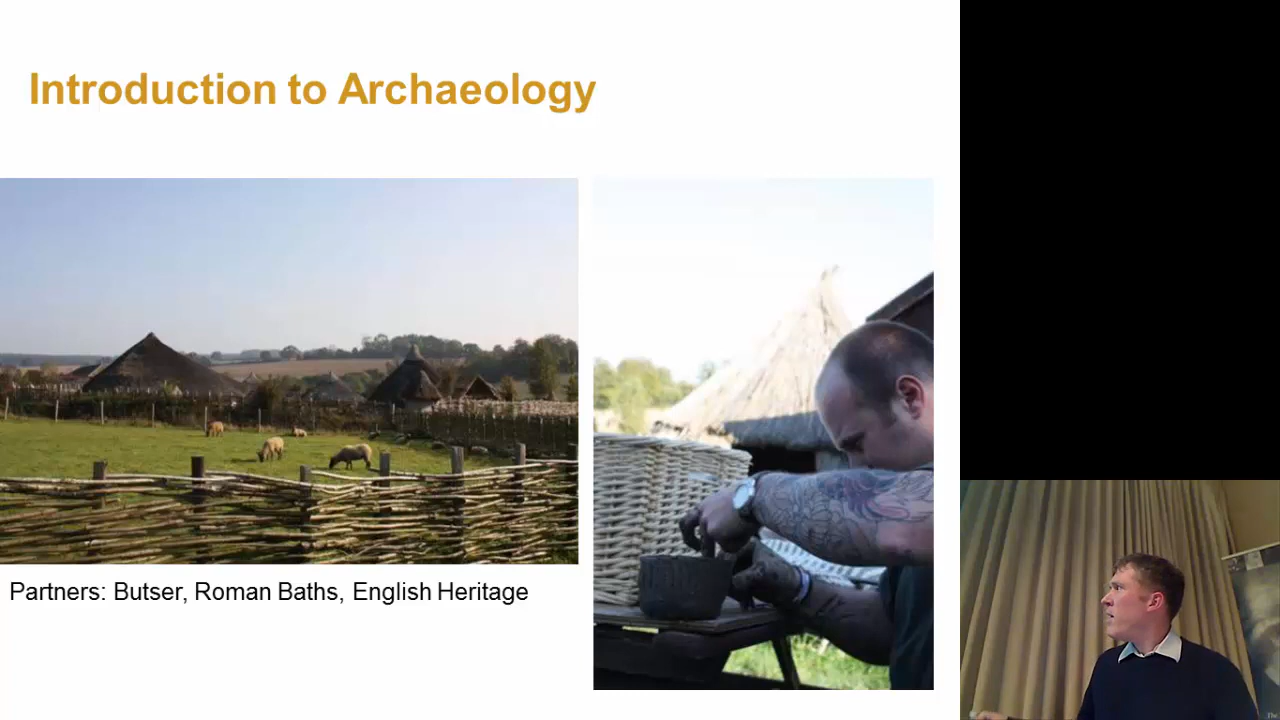 Introduction to Archaeology
Partners: Butser, Roman Baths, English Heritage